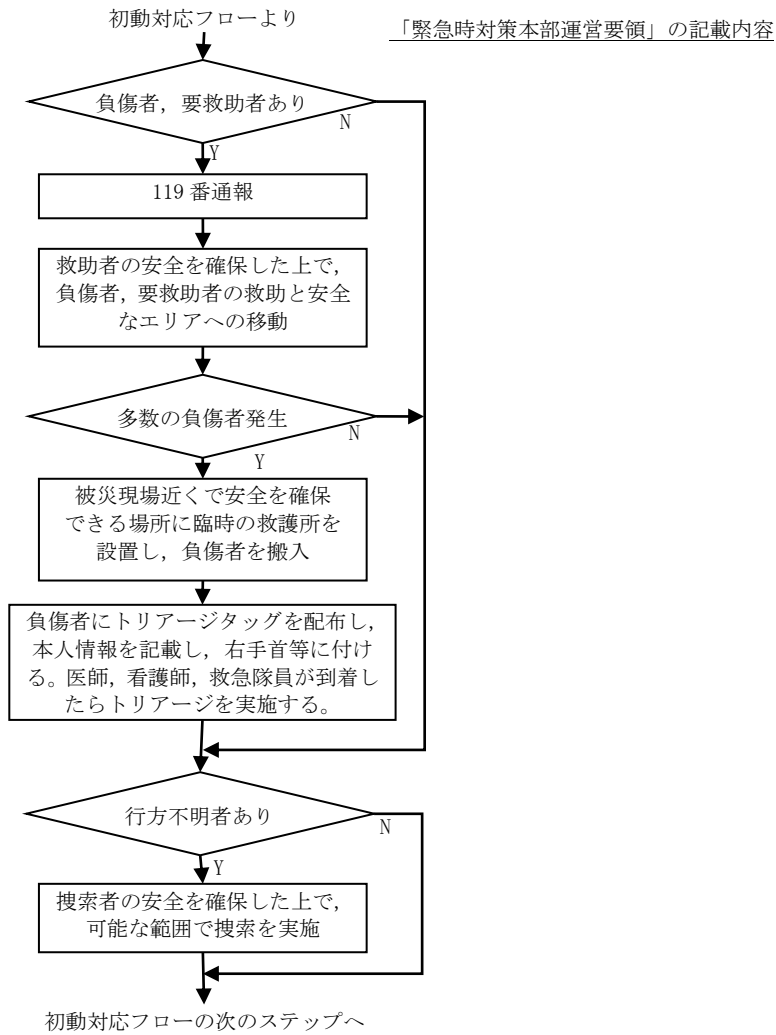 初動対応フローより
「緊急時対策本部運営要領」の記載内容
負傷者，要救助者あり
N
Y
119 番通報
救助者の安全を確保した上で，
負傷者，要救助者の救助と安全
なエリアへの移動
多数の負傷者発生
N
Y
被災現場近くで安全を確保
できる場所に臨時の救護所を
設置し，負傷者を搬入
負傷者にトリアージタッグを配布し，
本人情報を記載し，右手首等に付け
る。医師，看護師，救急隊員が到着し
たらトリアージを実施する。
行方不明者あり
N
Y
捜索者の安全を確保した上で，
可能な範囲で捜索を実施
初動対応フローの次のステップへ